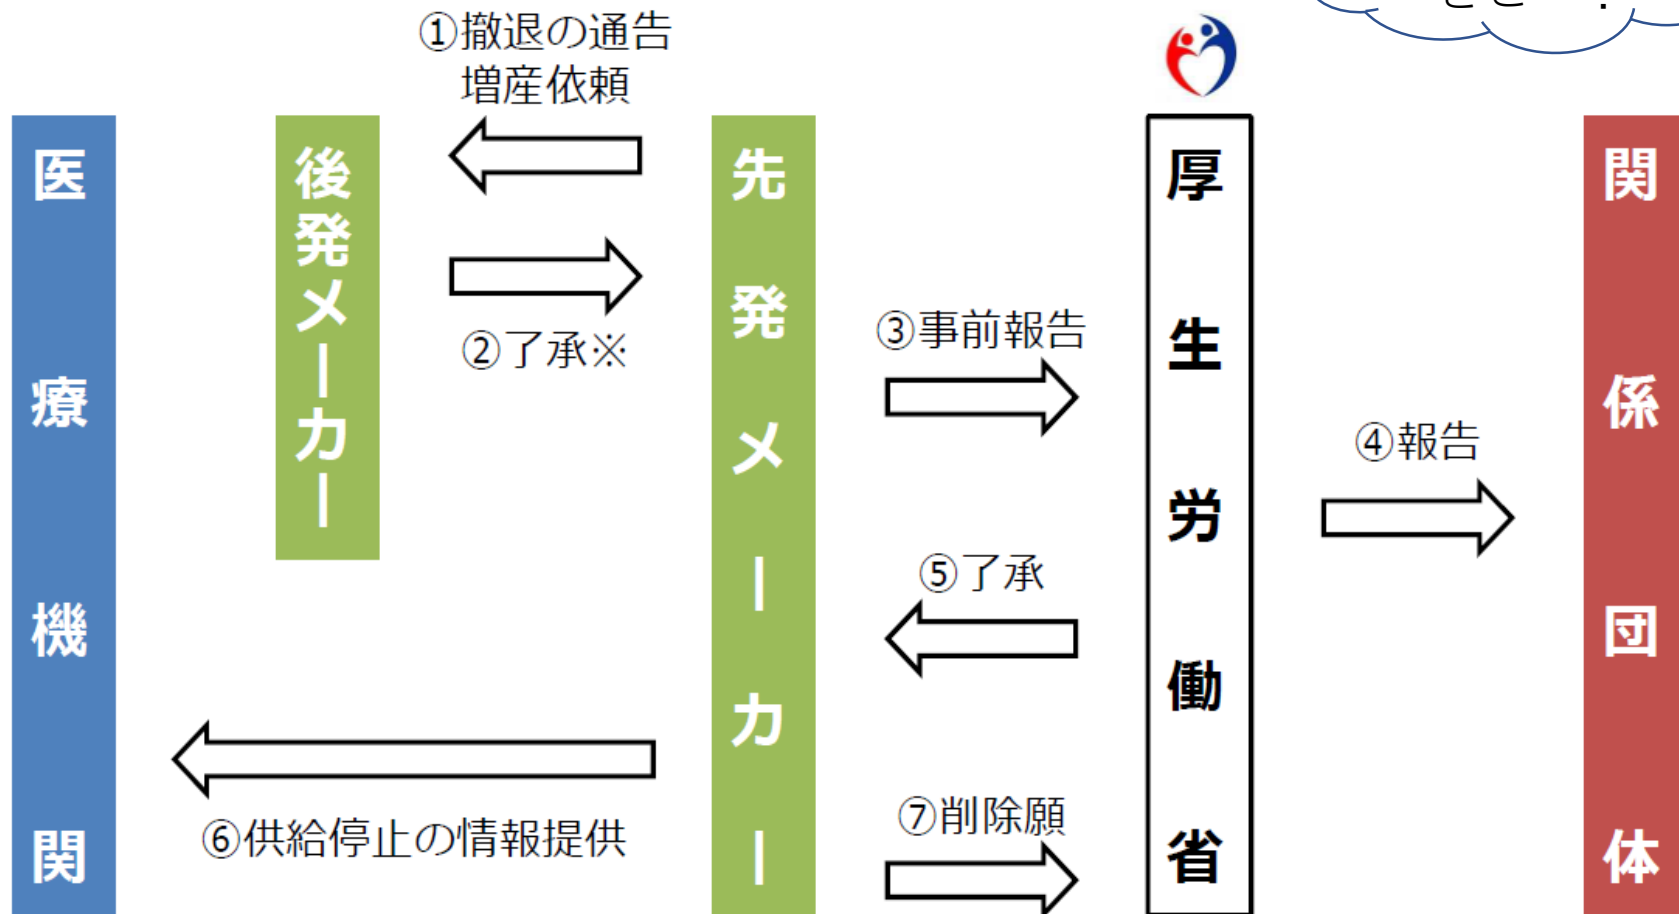 ①撤退の通告
増産依頼
医療機関
後発メーカー
先発メーカー
厚生労働省
関係団体
②了承※
③事前報告
④報告
⑤了承
⑥供給停止の情報提供
⑦削除願